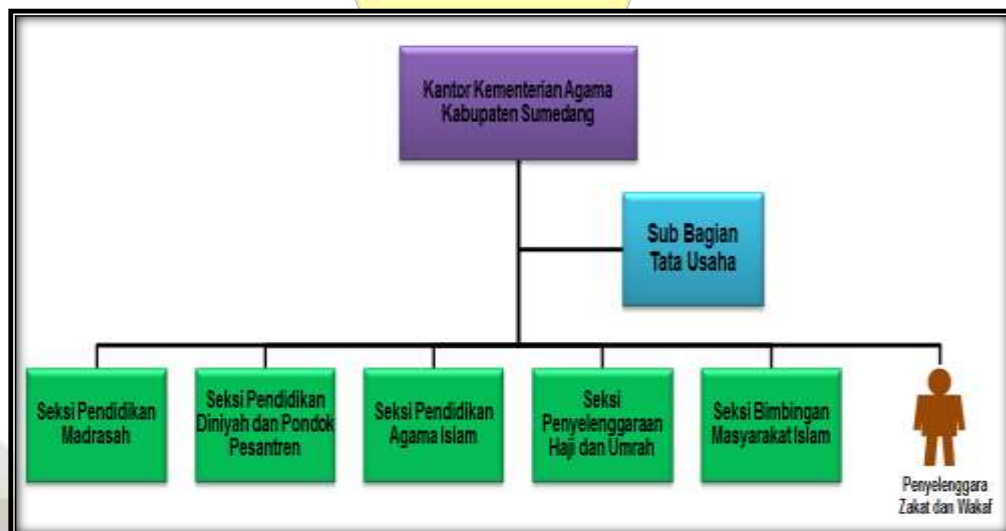 Kantor Kementerian Agama
Kabupaten Sumedang
Sub Bagian
Tata Usaha
Seksi Pendidikan
Madrasah
Seksi Pendidikan
Diniyah dan Pondok
Pesantren
Seksi Pendidikan
Agama Islam
Seksi
Penyelenggaraan
Haji dan Umrah
Seksi Bimbingan
Masyarakat Islam
Penyelenggara
Zakat dan Wakaf